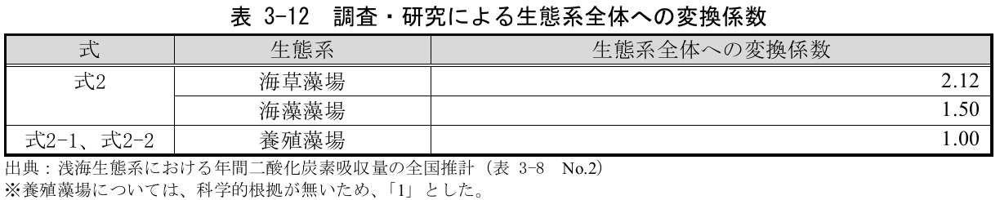 表 3-12　調査・研究による生態系全体への変換係数
式　生態系　生態系全体への変換係数
式2　海草藻場　2.12
海藻藻場　1.50
式2-1、式2-2　養殖藻場　1.00
出典：浅海生態系における年間二酸化炭素吸収量の全国推計（表 3-8　No.2）
※養殖藻場については、科学的根拠が無いため、「1」とした。